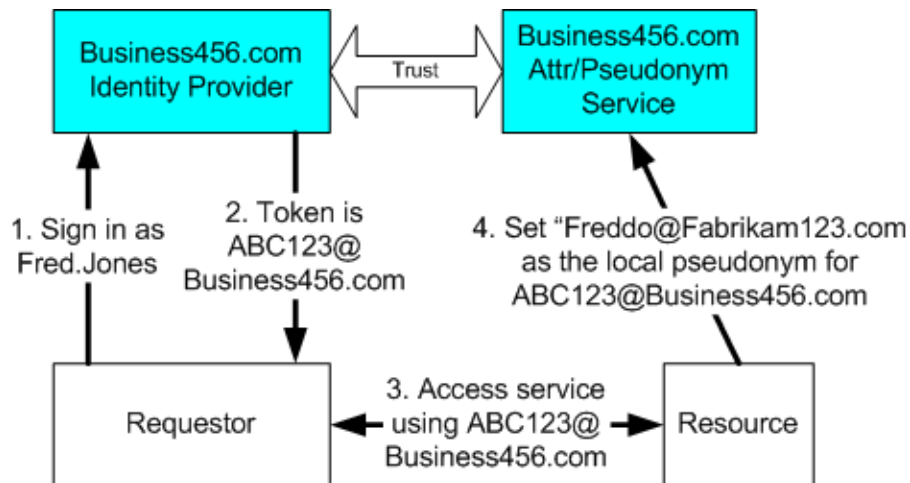 Business456.com
Identity Provider
Trust
Business456.com
Attr/Pseudonym
Service
1. Sign in as
Fred.Jones
2. Token is
ABC123@
Business456.com
4. Set “Freddo@Fabrikam123.com
as the local pseudonym for
ABC123@Business456.com
Requestor
3. Access service
using ABC123@
Business456.com
Resource